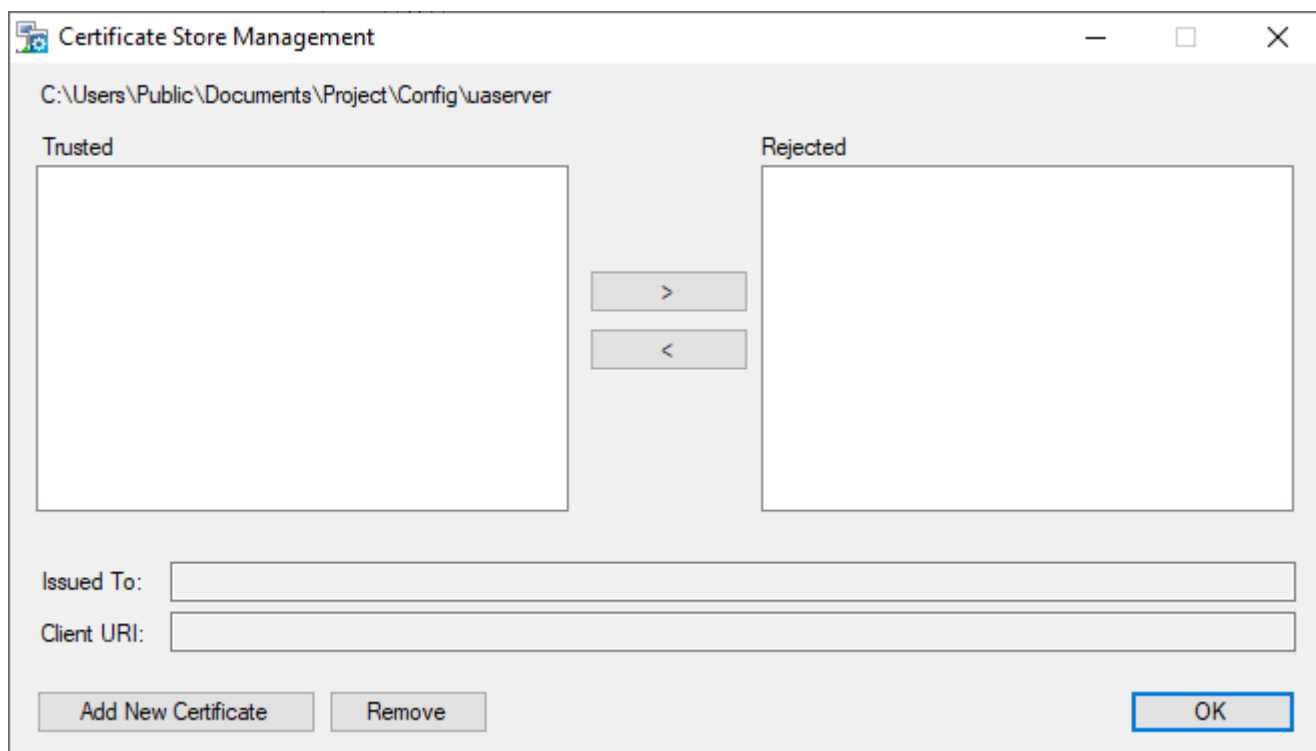 Certificate Store Management
C:\Users\Public\Documents\Project\Config\uaserver
Trusted
Rejected
>
<
Issued To:
Client URI:
Add New Certificate
Remove
OK